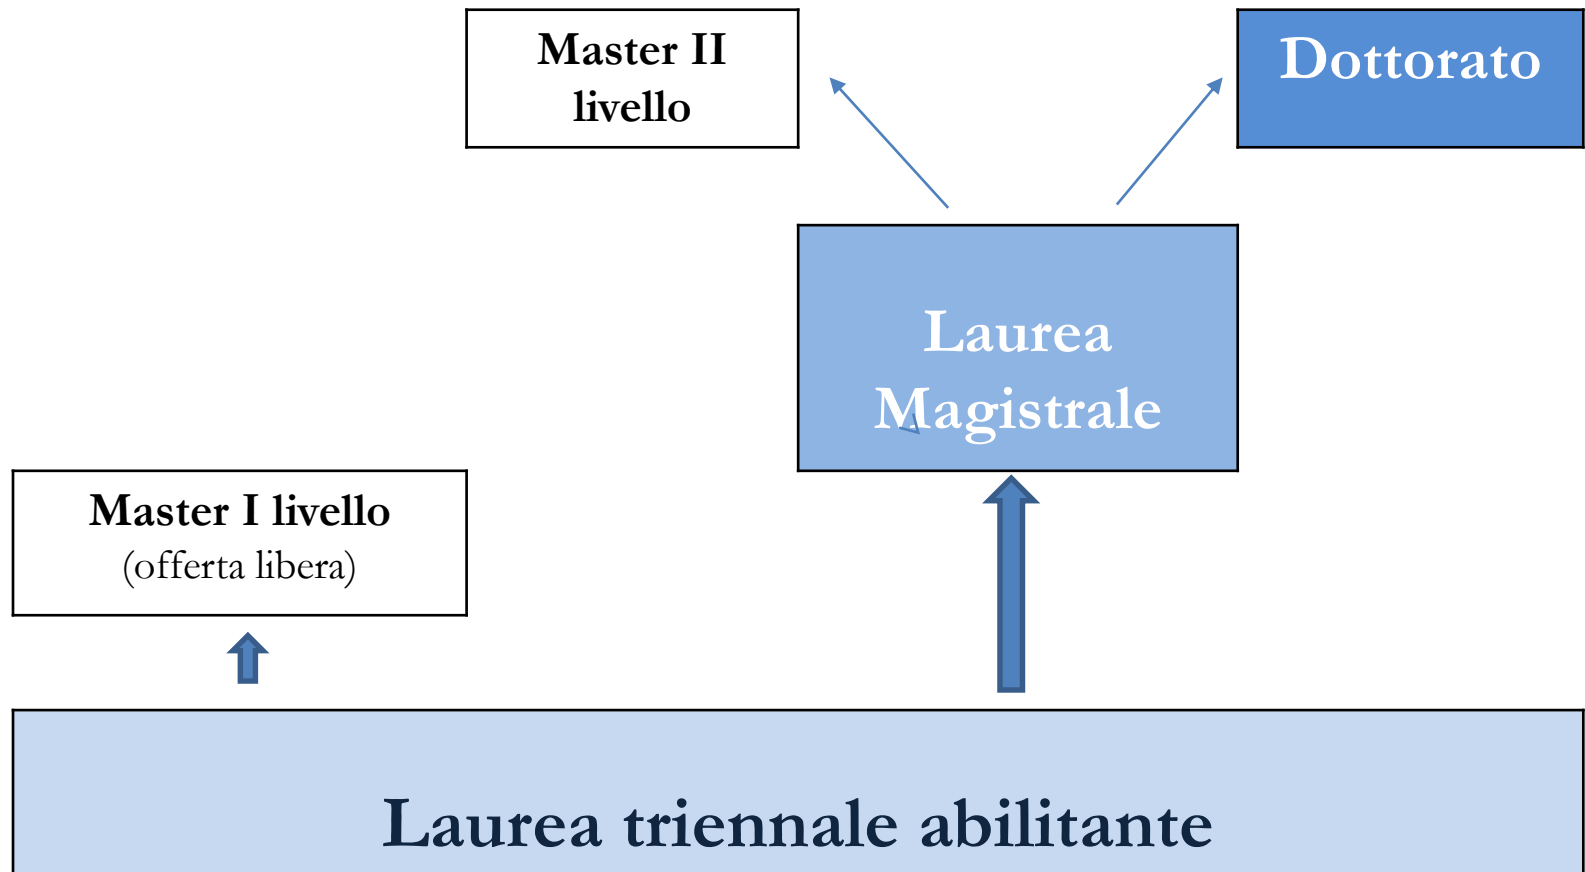 Master II
livello
Dottorato
Laurea
Magistrale
Master I livello
(offerta libera)
Laurea triennale abilitante